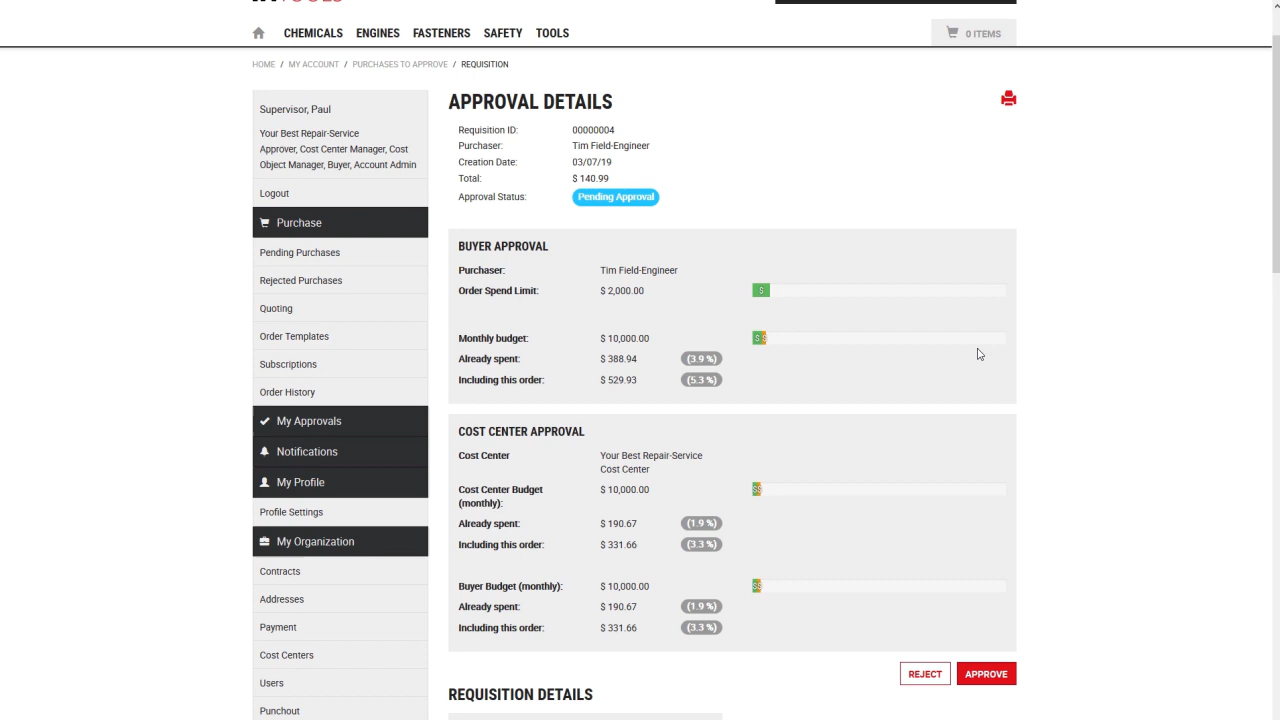 CHEMICALS ENGINES FASTENERS SAFETY TOOLS
0 ITEMS
HOME / MY ACCOUNT / PURCHASES TO APPROVE / REQUISITION
Supervisor, Paul
Your Best Repair-Service
Approver, Cost Center Manager, Cost
Object Manager, Buyer, Account Admin
Logout
Purchase
Pending Purchases
Rejected Purchases
Quoting
Order Templates
Subscriptions
Order History
My Approvals
Notifications
My Profile
Profile Settings
My Organization
Contracts
Addresses
Payment
Cost Centers
Users
Punchout
APPROVAL DETAILS
Requisition ID: 00000004
Purchaser: Tim Field-Engineer
Creation Date: 03/07/19
Total: $ 140.99
Approval Status: Pending Approval
BUYER APPROVAL
Purchaser: Tim Field-Engineer
Order Spend Limit: $ 2,000.00 $
Monthly budget: $ 10,000.00 $ $
Already spent: $ 388.94 (3.9 %)
Including this order: $ 529.93 (5.3 %)
COST CENTER APPROVAL
Cost Center Your Best Repair-Service
Cost Center
Cost Center Budget $ 10,000.00 $$
(monthly):
Already spent: $ 190.67 (1.9 %)
Including this order: $ 331.66 (3.3 %)
Buyer Budget (monthly): $ 10,000.00 $$
Already spent: $ 190.67 (1.9 %)
Including this order: $ 331.66 (3.3 %)
REJECT APPROVE
REQUISITION DETAILS